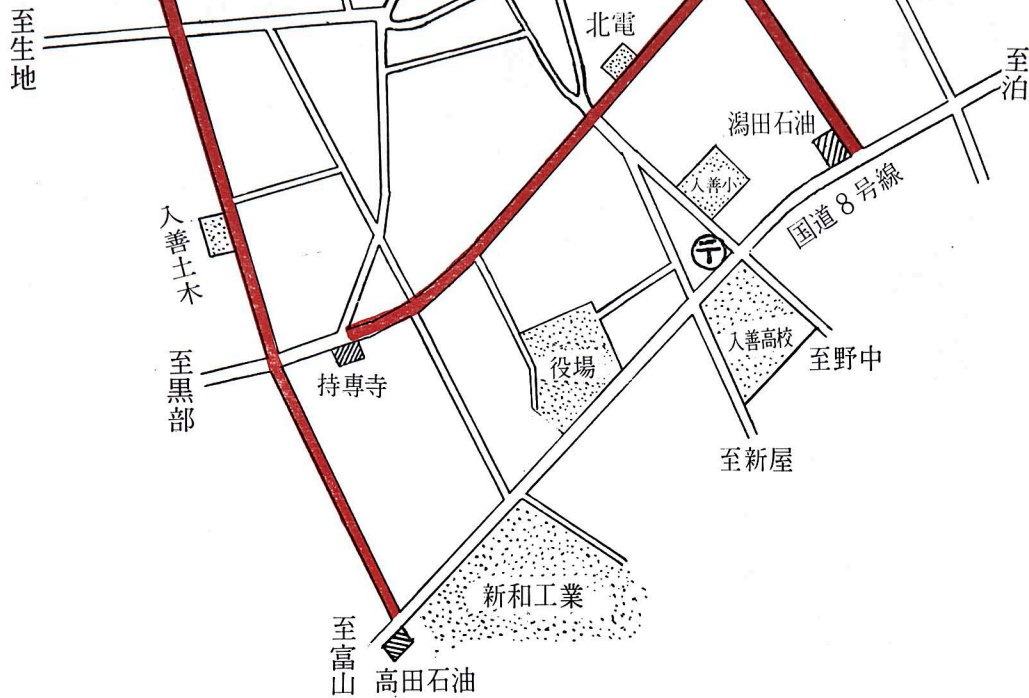 至生地
北電
至泊
潟田石油
入善小
国道8号線
入善土木
〒
入善高校
役場
至野中
至黒部
持専寺
至新屋
新和工業
至富山
高田石油